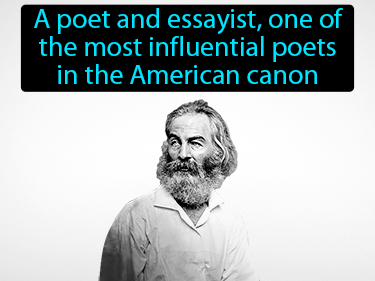 A poet and essayist, one of
the most influential poets
in the American canon